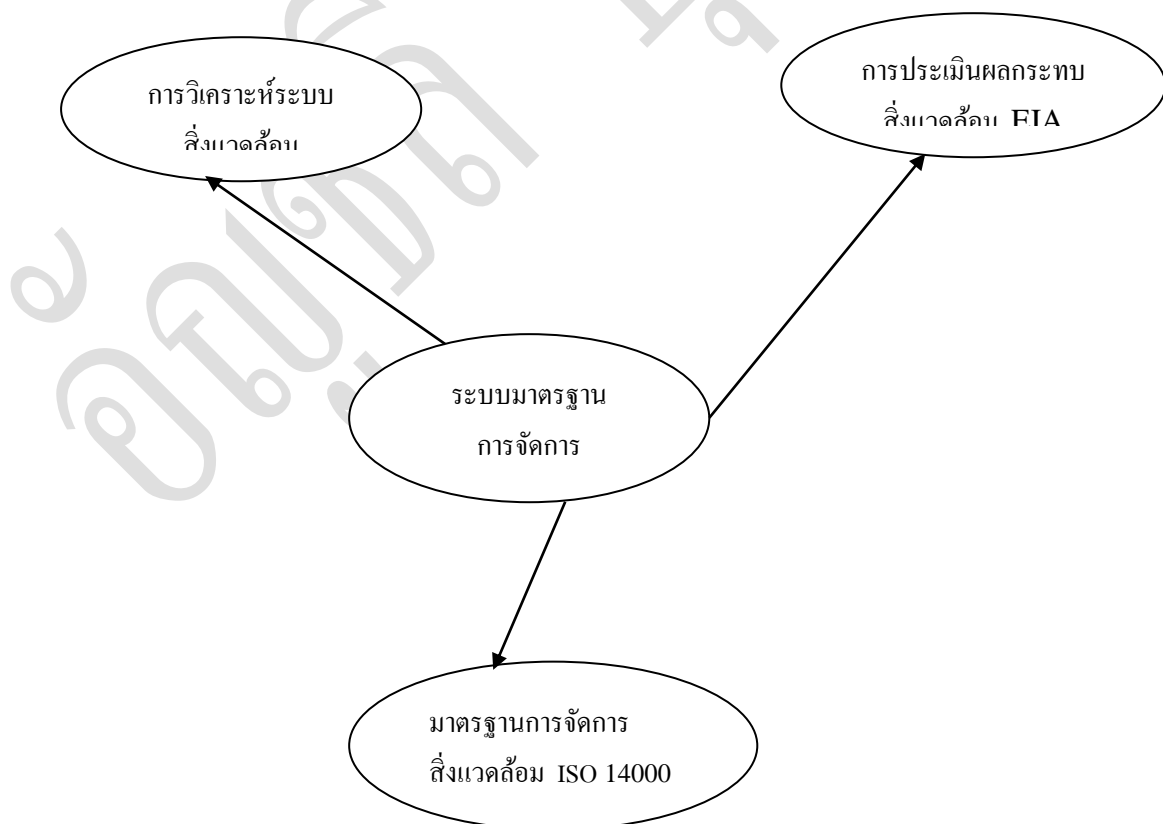 การวิเคราะห์ระบบ
สิ่งแวดล้อม
การประเมินผลกระทบ
สิ่งแวดล้อม EIA
ระบบมาตรฐาน
การจัดการ
มาตรฐานการจัดการ
สิ่งแวดล้อม ISO 14000